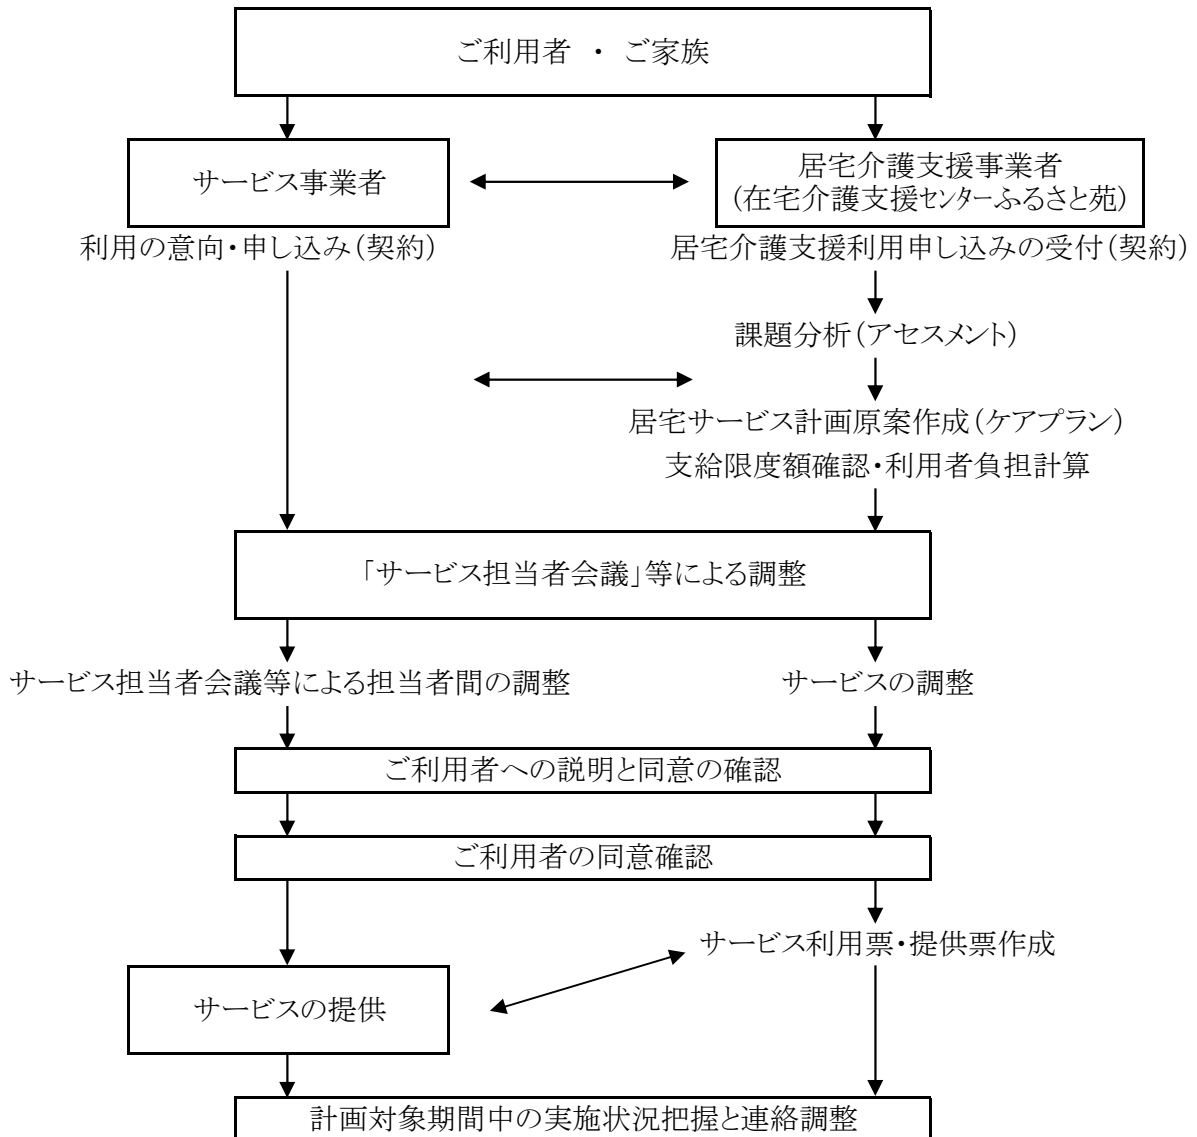 ご利用者 ・ ご家族
サービス事業者
居宅介護支援事業者
(在宅介護支援センターふるさと苑)
利用の意向・申し込み(契約)
居宅介護支援利用申し込みの受付(契約)
課題分析(アセスメント)
居宅サービス計画原案作成(ケアプラン)
支給限度額確認・利用者負担計算
「サービス担当者会議」等による調整
サービス担当者会議等による担当者間の調整
サービスの調整
ご利用者への説明と同意の確認
ご利用者の同意確認
サービス利用票・提供票作成
サービスの提供
計画対象期間中の実施状況把握と連絡調整